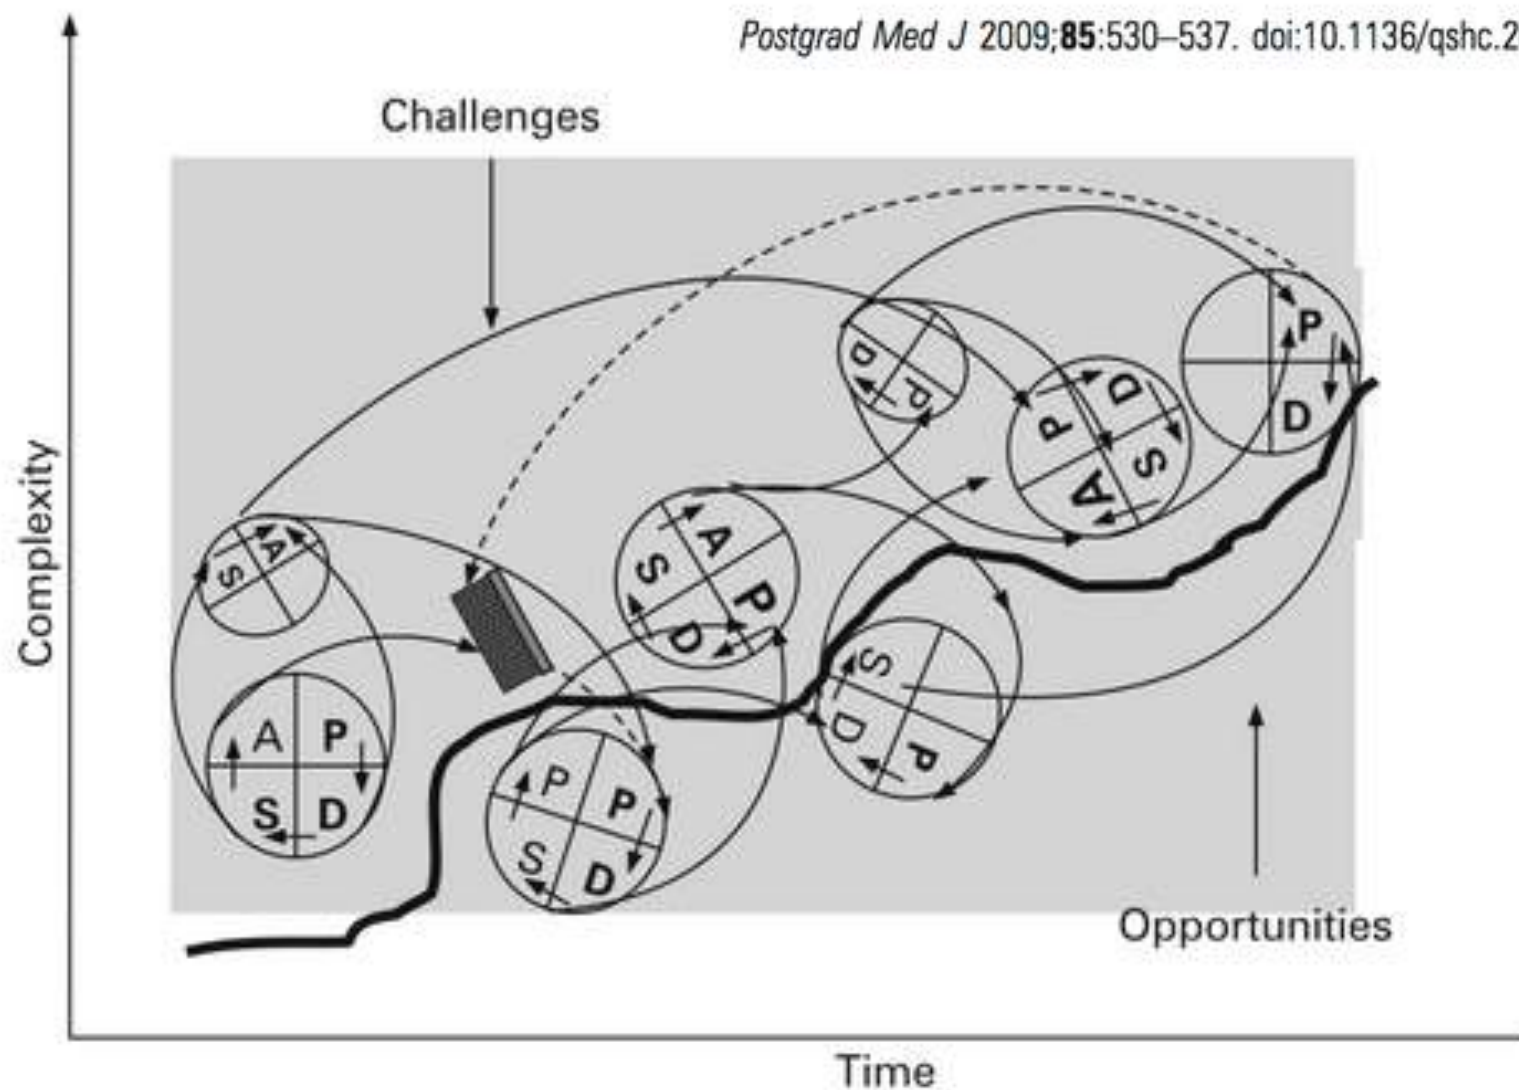 Postgrad Med J 2009;85:530–537. doi:10.1136/qshc.2
Challenges
Complexity
A P
S D
A
S
P P
S D
A
S P
D
D
P
S
D
P
D
P S
A
P
D
Opportunities
Time